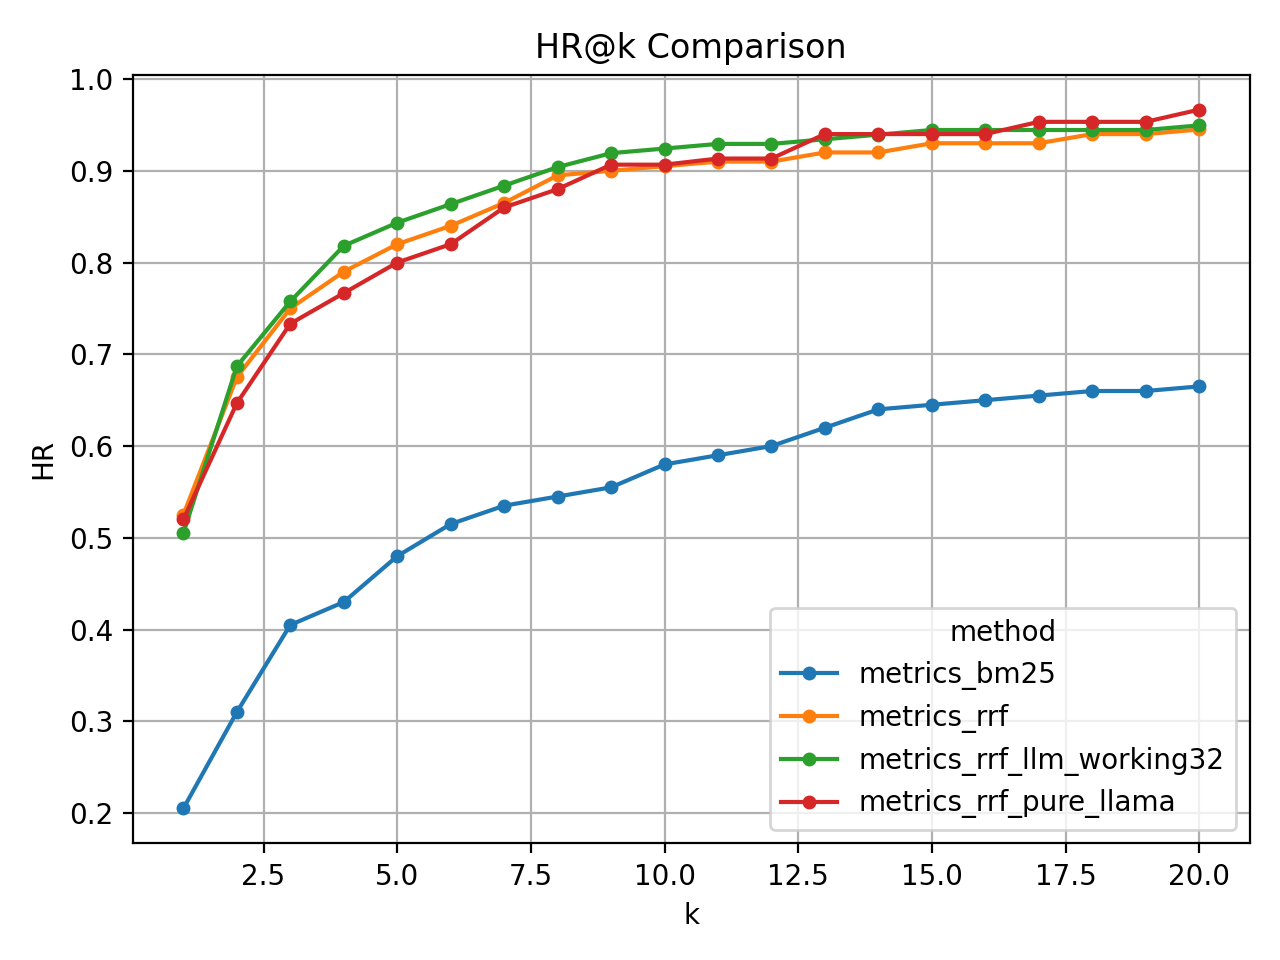 HR@k Comparison
1.0
0.9
0.8
0.7
0.6
0.5
0.4
0.3
0.2
HR
method
metrics_bm25
metrics_rrf
metrics_rrf_llm_working32
metrics_rrf_pure_llama
2.5 5.0 7.5 10.0 12.5 15.0 17.5 20.0
k